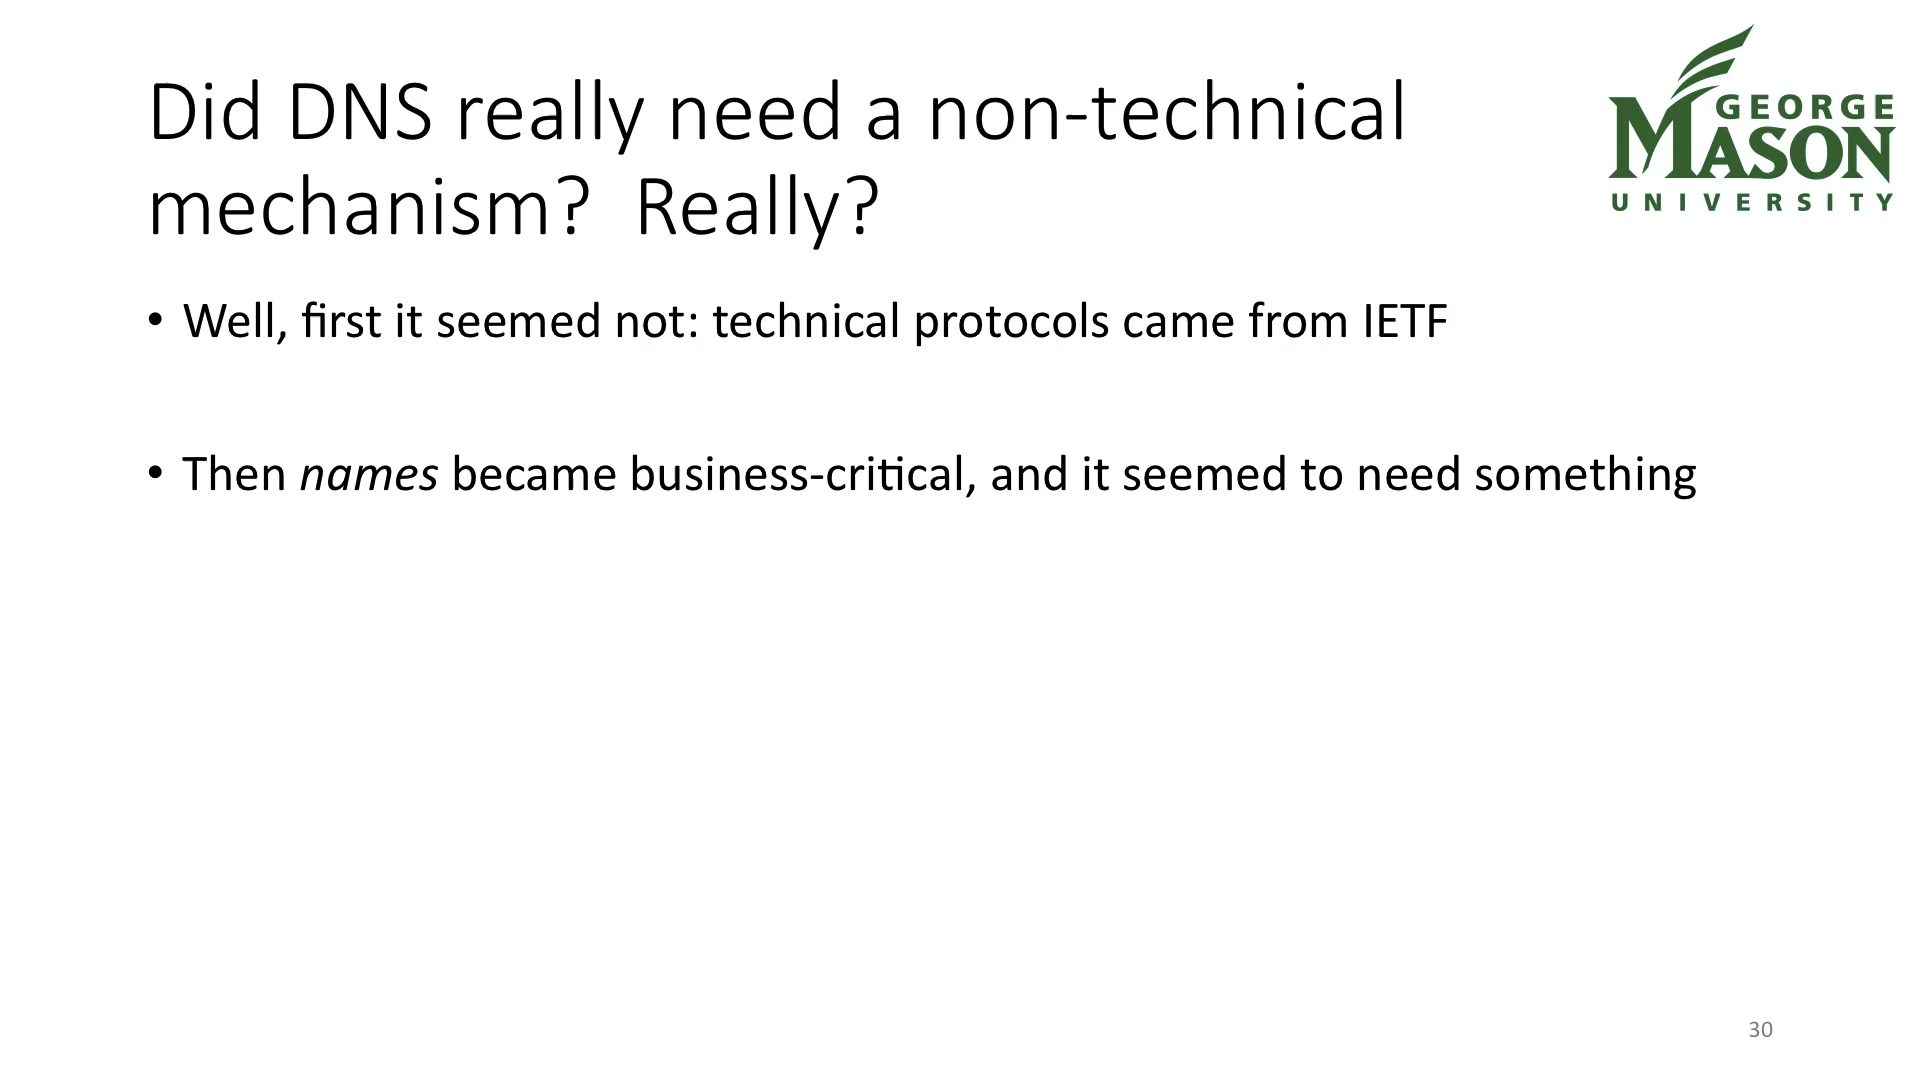 Did DNS really need a non-technical
mechanism?  Really?
GEORGE
MASON
UNIVERSITY
• Well, first it seemed not: technical protocols came from IETF
• Then names became business-critical, and it seemed to need something
30